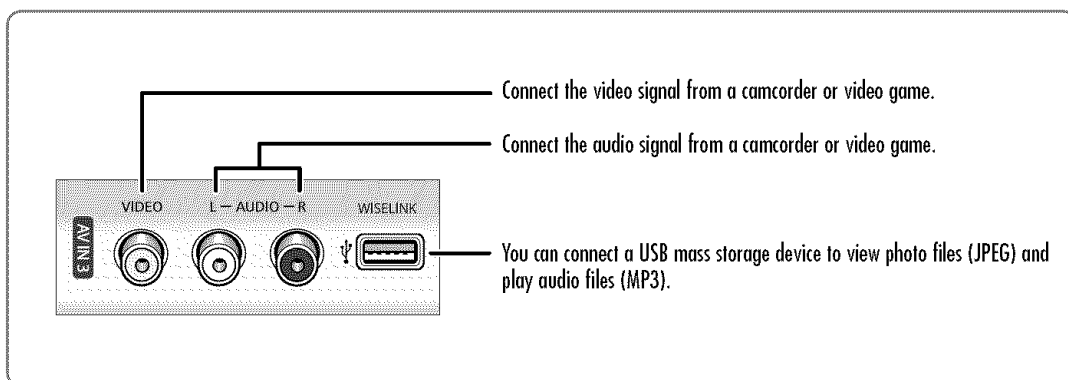 Connect the video signal from a camcorder or video game.
Connect the audio signal from a camcorder or video game.
VIDEO L – AUDIO – R WISELINK
AV IN 3
You can connect a USB mass storage device to view photo files (JPEG) and
play audio files (MP3).